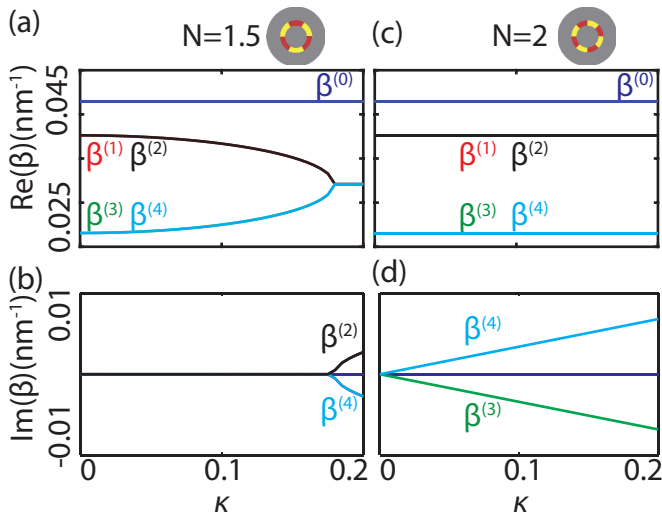 (a) N=1.5 (c) N=2
Re(β)(nm⁻¹)
0.045
0.025
β⁽⁰⁾
β⁽¹⁾ β⁽²⁾
β⁽³⁾ β⁽⁴⁾
β⁽⁰⁾
β⁽¹⁾ β⁽²⁾
β⁽³⁾ β⁽⁴⁾
(b) (d)
Im(β)(nm⁻¹)
0.01
-0.01
β⁽²⁾
β⁽⁴⁾
β⁽⁴⁾
β⁽³⁾
0 0.1 0.2 0 0.1 0.2
κ κ